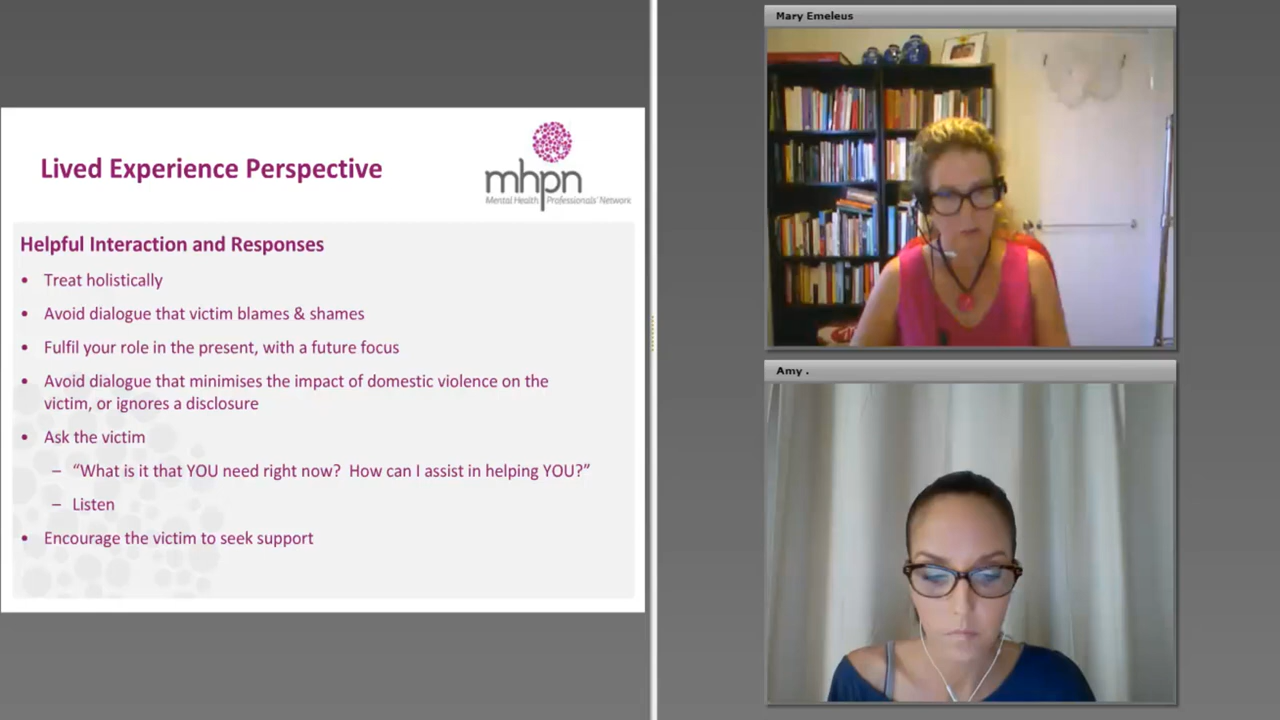 Lived Experience Perspective
mhpn
Mental Health Professionals' Network
Helpful Interaction and Responses
• Treat holistically
• Avoid dialogue that victim blames & shames
• Fulfil your role in the present, with a future focus
• Avoid dialogue that minimises the impact of domestic violence on the
victim, or ignores a disclosure
• Ask the victim
– “What is it that YOU need right now? How can I assist in helping YOU?”
– Listen
• Encourage the victim to seek support
Mary Emeleus
Amy .